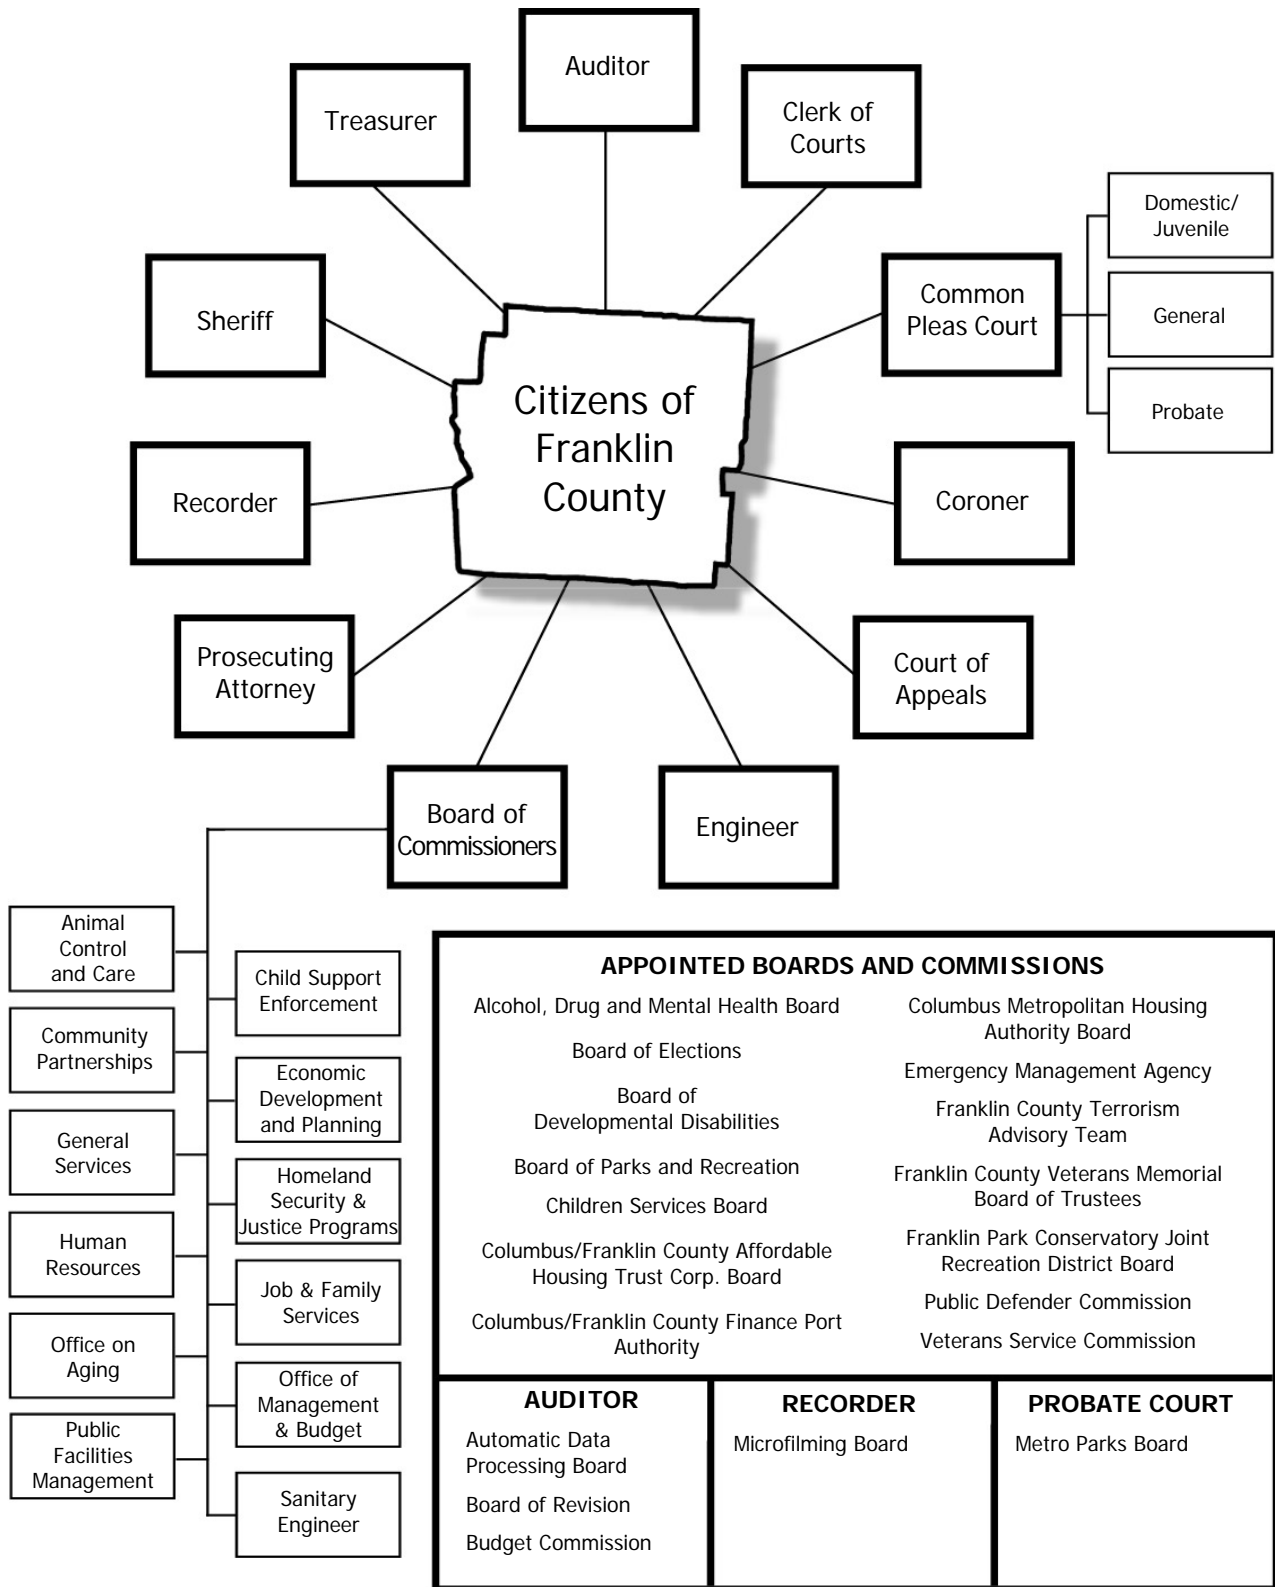 Auditor
Treasurer
Clerk of
Courts
Domestic/
Juvenile
Sheriff
Common
Pleas Court
General
Probate
Citizens of
Franklin
County
Recorder
Coroner
Prosecuting
Attorney
Court of
Appeals
Board of
Commissioners
Engineer
Animal
Control
and Care
Community
Partnerships
General
Services
Human
Resources
Office on
Aging
Public
Facilities
Management
Child Support
Enforcement
Economic
Development
and Planning
Homeland
Security &
Justice Programs
Job & Family
Services
Office of
Management
& Budget
Sanitary
Engineer
APPOINTED BOARDS AND COMMISSIONS
Alcohol, Drug and Mental Health Board
Board of Elections
Board of
Developmental Disabilities
Board of Parks and Recreation
Children Services Board
Columbus/Franklin County Affordable
Housing Trust Corp. Board
Columbus/Franklin County Finance Port
Authority
Columbus Metropolitan Housing
Authority Board
Emergency Management Agency
Franklin County Terrorism
Advisory Team
Franklin County Veterans Memorial
Board of Trustees
Franklin Park Conservatory Joint
Recreation District Board
Public Defender Commission
Veterans Service Commission
AUDITOR
Automatic Data
Processing Board
Board of Revision
Budget Commission
RECORDER
Microfilming Board
PROBATE COURT
Metro Parks Board